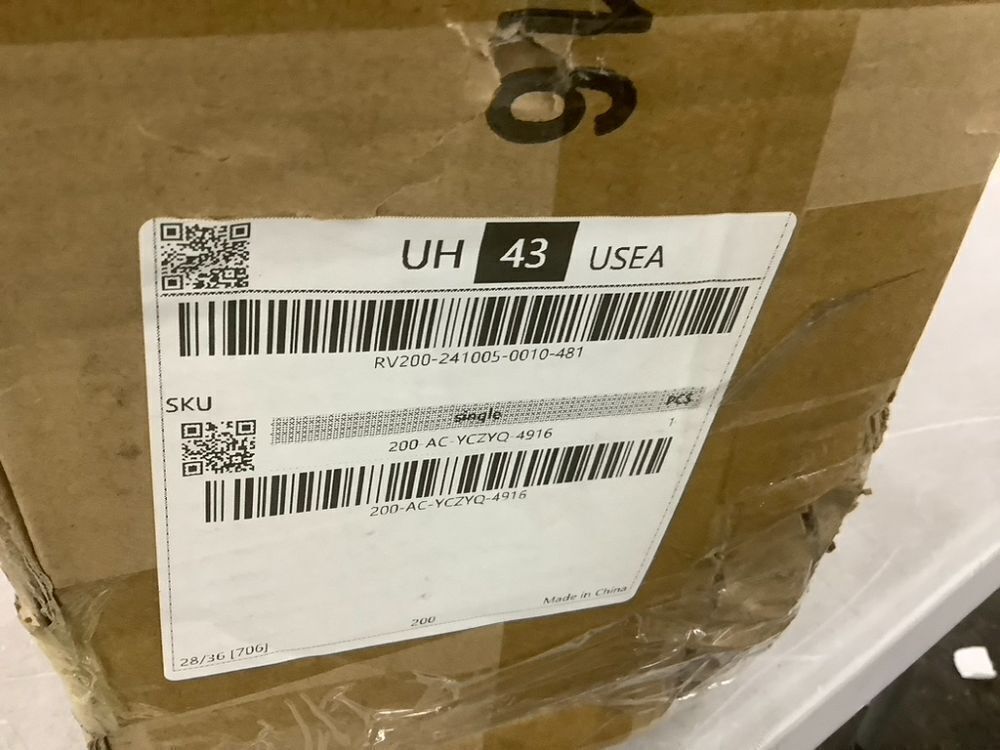 16
UH 43 USEA
RV200-241005-0010-481
SKU
single PCS
200-AC-YCZYQ-4916 1
200-AC-YCZYQ-4916
Made in China
200
28/36 [706]